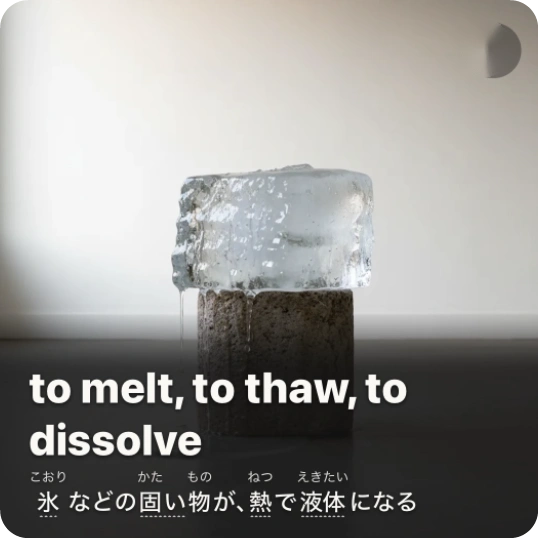 to melt, to thaw, to
dissolve
こおり かた もの ねつ えきたい
氷 などの固い物が、熱で液体になる